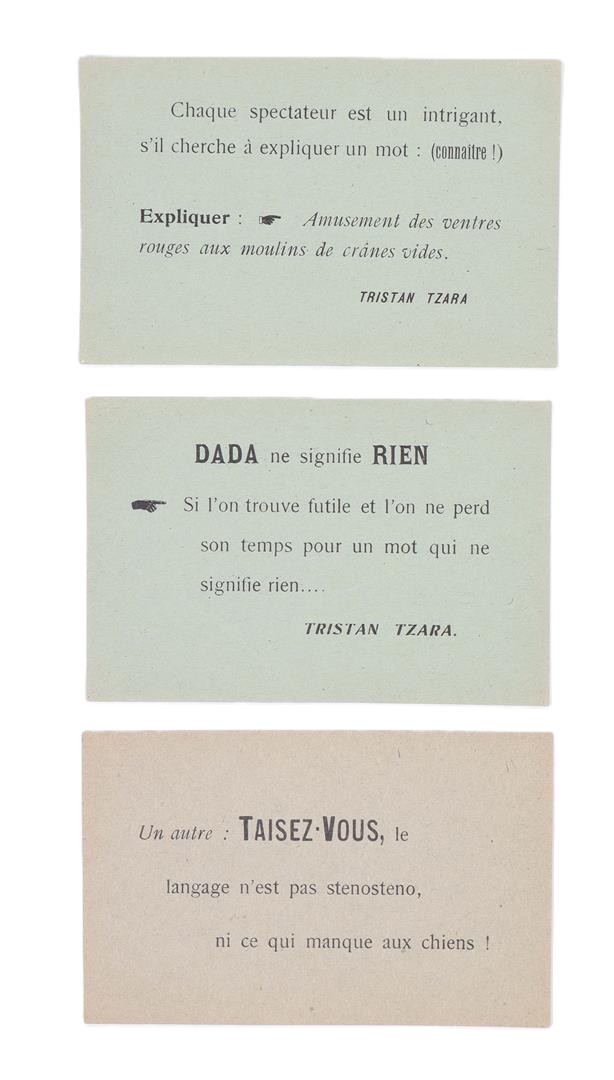 Chaque spectateur est un intrigant,
s'il cherche à expliquer un mot : (connaître !)
Expliquer : ☛ Amusement des ventres
rouges aux moulins de crânes vides.
TRISTAN TZARA
DADA ne signifie RIEN
☛ Si l'on trouve futile et l'on ne perd
son temps pour un mot qui ne
signifie rien....
TRISTAN TZARA.
Un autre : TAISEZ-VOUS, le
langage n'est pas stenosteno,
ni ce qui manque aux chiens !